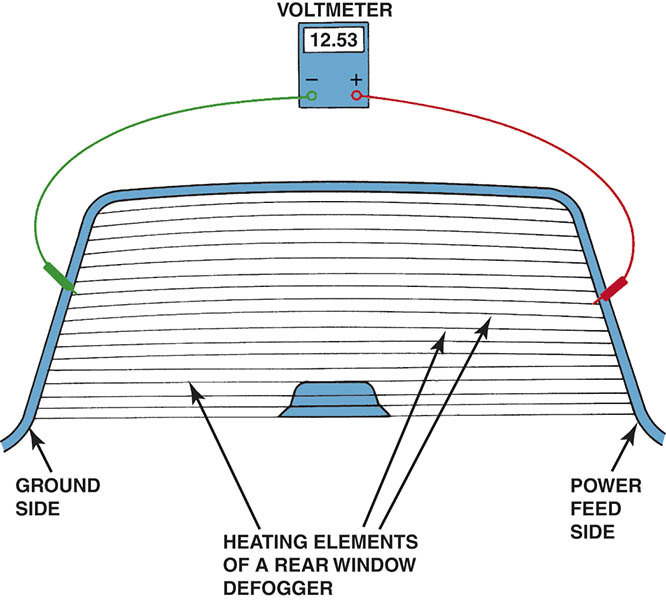 VOLTMETER
12.53
− +
GROUND
SIDE
POWER
FEED
SIDE
HEATING ELEMENTS
OF A REAR WINDOW
DEFOGGER